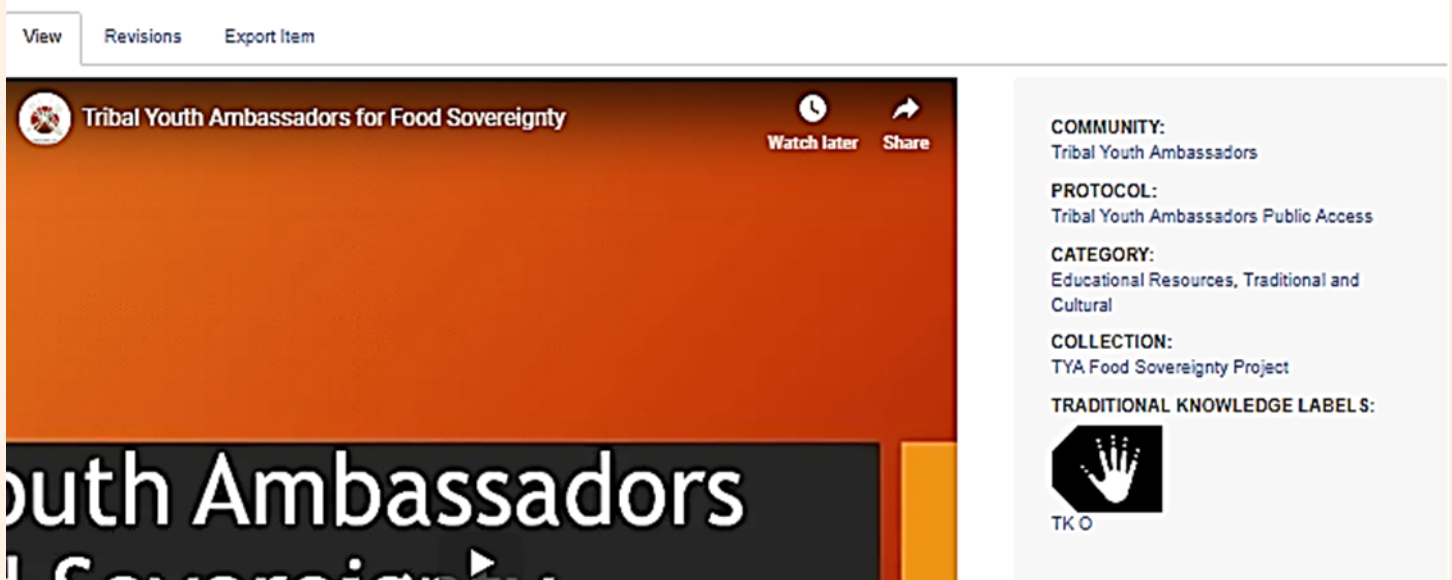 View Revisions Export Item
Tribal Youth Ambassadors for Food Sovereignty
Watch later Share
outh Ambassadors
Sovereignty
COMMUNITY:
Tribal Youth Ambassadors
PROTOCOL:
Tribal Youth Ambassadors Public Access
CATEGORY:
Educational Resources, Traditional and
Cultural
COLLECTION:
TYA Food Sovereignty Project
TRADITIONAL KNOWLEDGE LABELS:
TK O